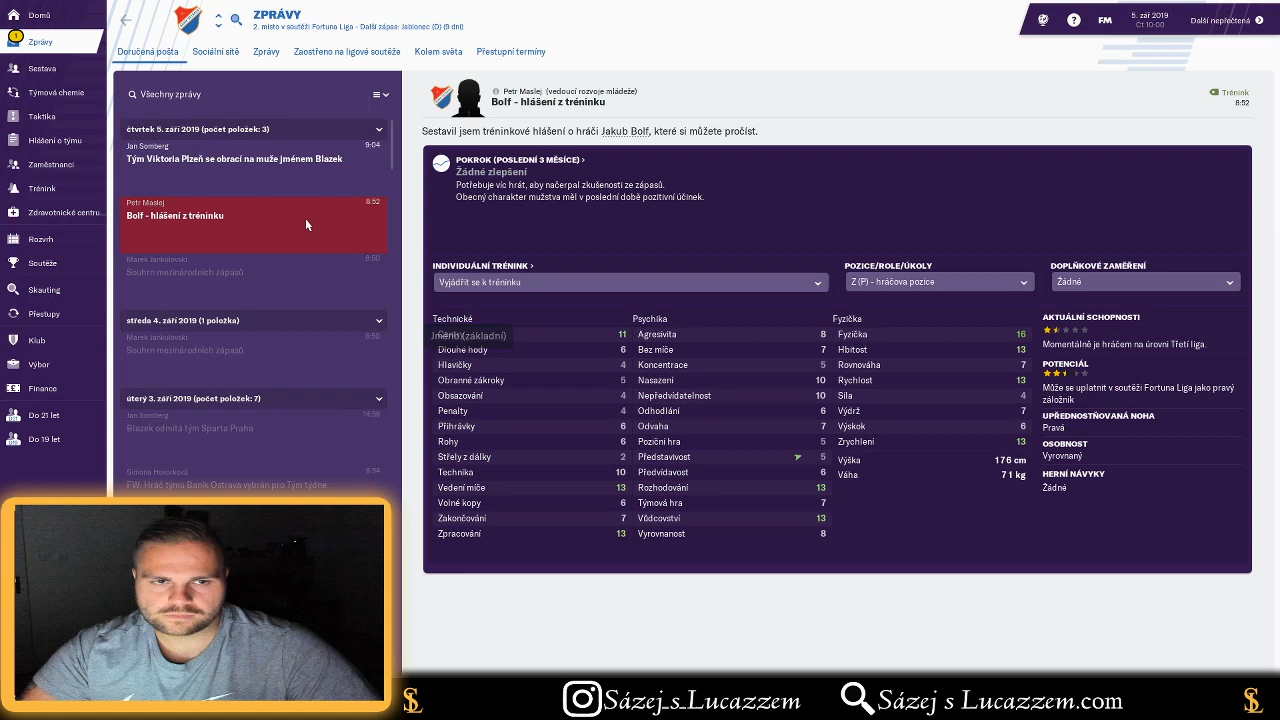 Domů
1
Zprávy
Sestava
Týmová chemie
Taktika
Hlášení o týmu
Zaměstnanci
Trénink
Zdravotnické centru...
Rozvrh
Soutěže
Skauting
Přestupy
Klub
Výbor
Finance
Do 21 let
Do 19 let
ZPRÁVY
2. místo v soutěži Fortuna Liga - Další zápas: Jablonec (D) (9 dní)
FM
5. zář 2019
Čt 10:00
Další nepřečtená
Doručená pošta
Sociální sítě
Zprávy
Zaostřeno na ligové soutěže
Kolem světa
Přestupní termíny
Všechny zprávy
čtvrtek 5. září 2019 (počet položek: 3)
Jan Somberg 9:04
Tým Viktoria Plzeň se obrací na muže jménem Blazek
Petr Maslej 8:52
Bolf - hlášení z tréninku
Marek Jankulovski 8:50
Souhrn mezinárodních zápasů
středa 4. září 2019 (1 položka)
Marek Jankulovski 8:50
Souhrn mezinárodních zápasů
úterý 3. září 2019 (počet položek: 7)
Jan Somberg 14:59
Blazek odmítá tým Sparta Praha
Simona Hovorková 9:54
FW: Hráč týmu Baník Ostrava vybrán pro Tým týdne
Petr Maslej (vedoucí rozvoje mládeže)
Bolf - hlášení z tréninku
Trénink
8:52
Sestavil jsem tréninkové hlášení o hráči Jakub Bolf, které si můžete pročíst.
POKROK (POSLEDNÍ 3 MĚSÍCE) >
Žádné zlepšení
Potřebuje víc hrát, aby načerpal zkušenosti ze zápasů.
Obecný charakter mužstva měl v poslední době pozitivní účinek.
INDIVIDUÁLNÍ TRÉNINK >
Vyjádřit se k tréninku
POZICE/ROLE/ÚKOLY
Z (P) - hráčova pozice
DOPLŇKOVÉ ZAMĚŘENÍ
Žádné
Technické
11
Jméno (základní)
Dlouhé hody 6
Hlavičky 4
Obranné zákroky 5
Obsazování 4
Penalty 4
Přihrávky 6
Rohy 6
Střely z dálky 2
Technika 10
Vedení míče 13
Volné kopy 6
Zakončování 7
Zpracování 13
Psychika
Agresivita 8
Bez míče 7
Koncentrace 5
Nasazení 10
Nepředvídatelnost 10
Odhodlání 6
Odvaha 7
Poziční hra 5
Představivost 5
Předvídavost 6
Rozhodování 13
Týmová hra 7
Vůdcovství 13
Vyrovnanost 8
Fyzička
Fyzička 16
Hbitost 13
Rovnováha 7
Rychlost 13
Síla 4
Výdrž 7
Výskok 6
Zrychlení 13
Výška 176 cm
Váha 71 kg
AKTUÁLNÍ SCHOPNOSTI
Momentálně je hráčem na úrovni Třetí liga.
POTENCIÁL
Může se uplatnit v soutěži Fortuna Liga jako pravý
záložník
UPŘEDNOSTŇOVANÁ NOHA
Pravá
OSOBNOST
Vyrovnaný
HERNÍ NÁVYKY
Žádné
Sázej_s_Lucazzem
Sázej s Lucazzem.com